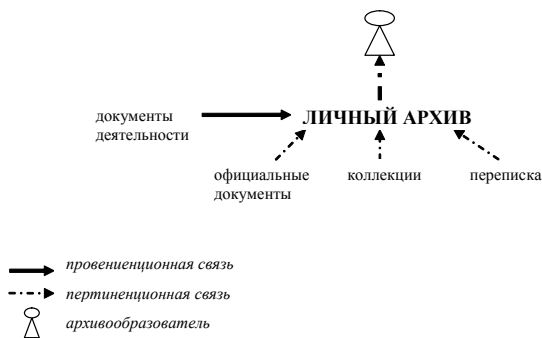 документы
деятельности
ЛИЧНЫЙ АРХИВ
официальные
документы
коллекции
переписка
провениенционная связь
пертиненционная связь
архивообразователь